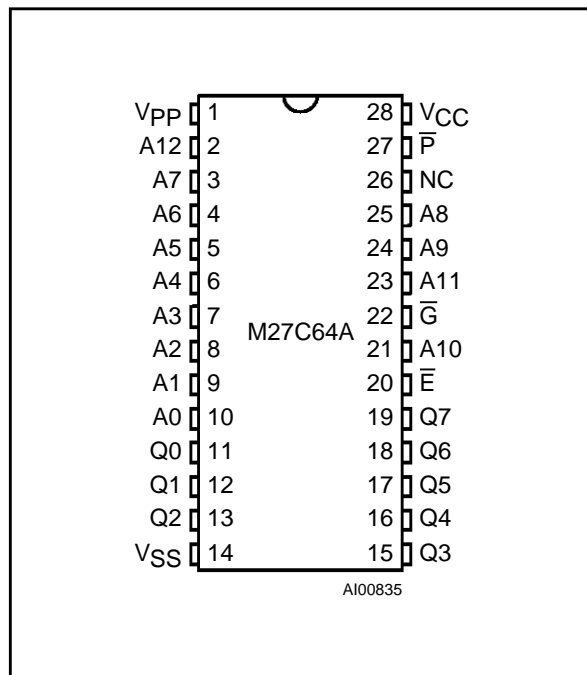 VPP 1 28 VCC
A12 2 27 P̅
A7 3 26 NC
A6 4 25 A8
A5 5 24 A9
A4 6 23 A11
A3 7 22 G̅
M27C64A
A2 8 21 A10
A1 9 20 E̅
A0 10 19 Q7
Q0 11 18 Q6
Q1 12 17 Q5
Q2 13 16 Q4
VSS 14 15 Q3
AI00835